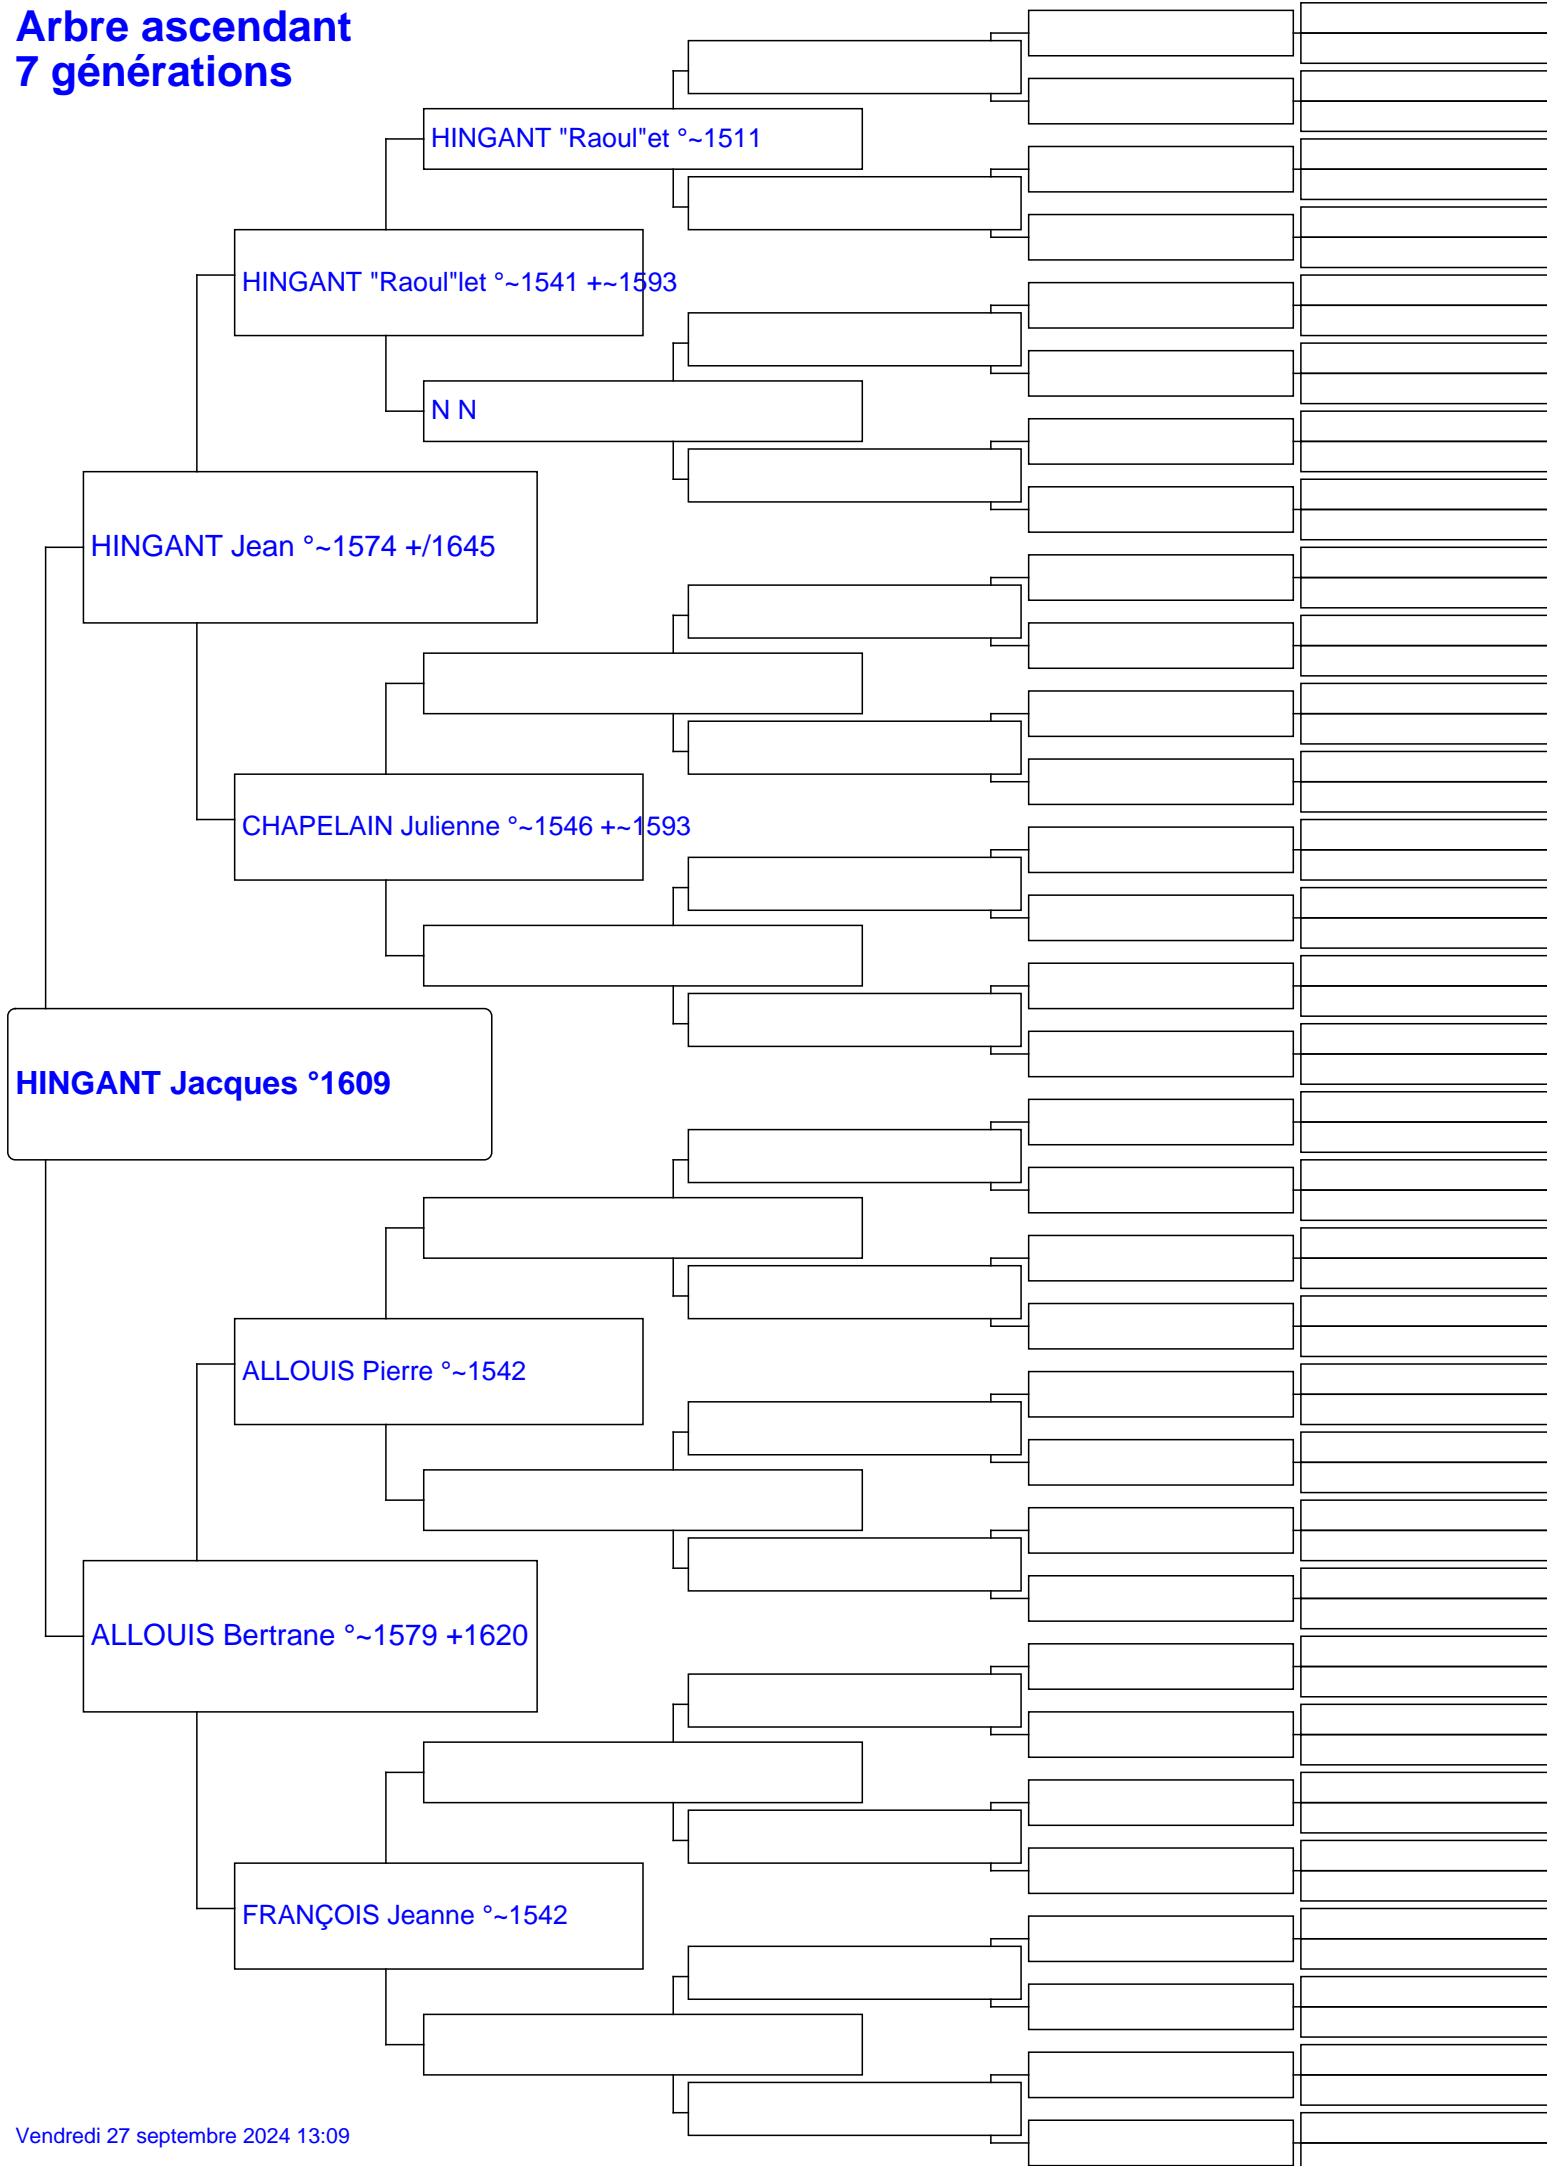 Arbre ascendant
7 générations
HINGANT "Raoul"et °~1511
HINGANT "Raoul"let °~1541 +~1593
N N
HINGANT Jean °~1574 +/1645
CHAPELAIN Julienne °~1546 +~1593
HINGANT Jacques °1609
ALLOUIS Pierre °~1542
ALLOUIS Bertrane °~1579 +1620
FRANÇOIS Jeanne °~1542
Vendredi 27 septembre 2024 13:09